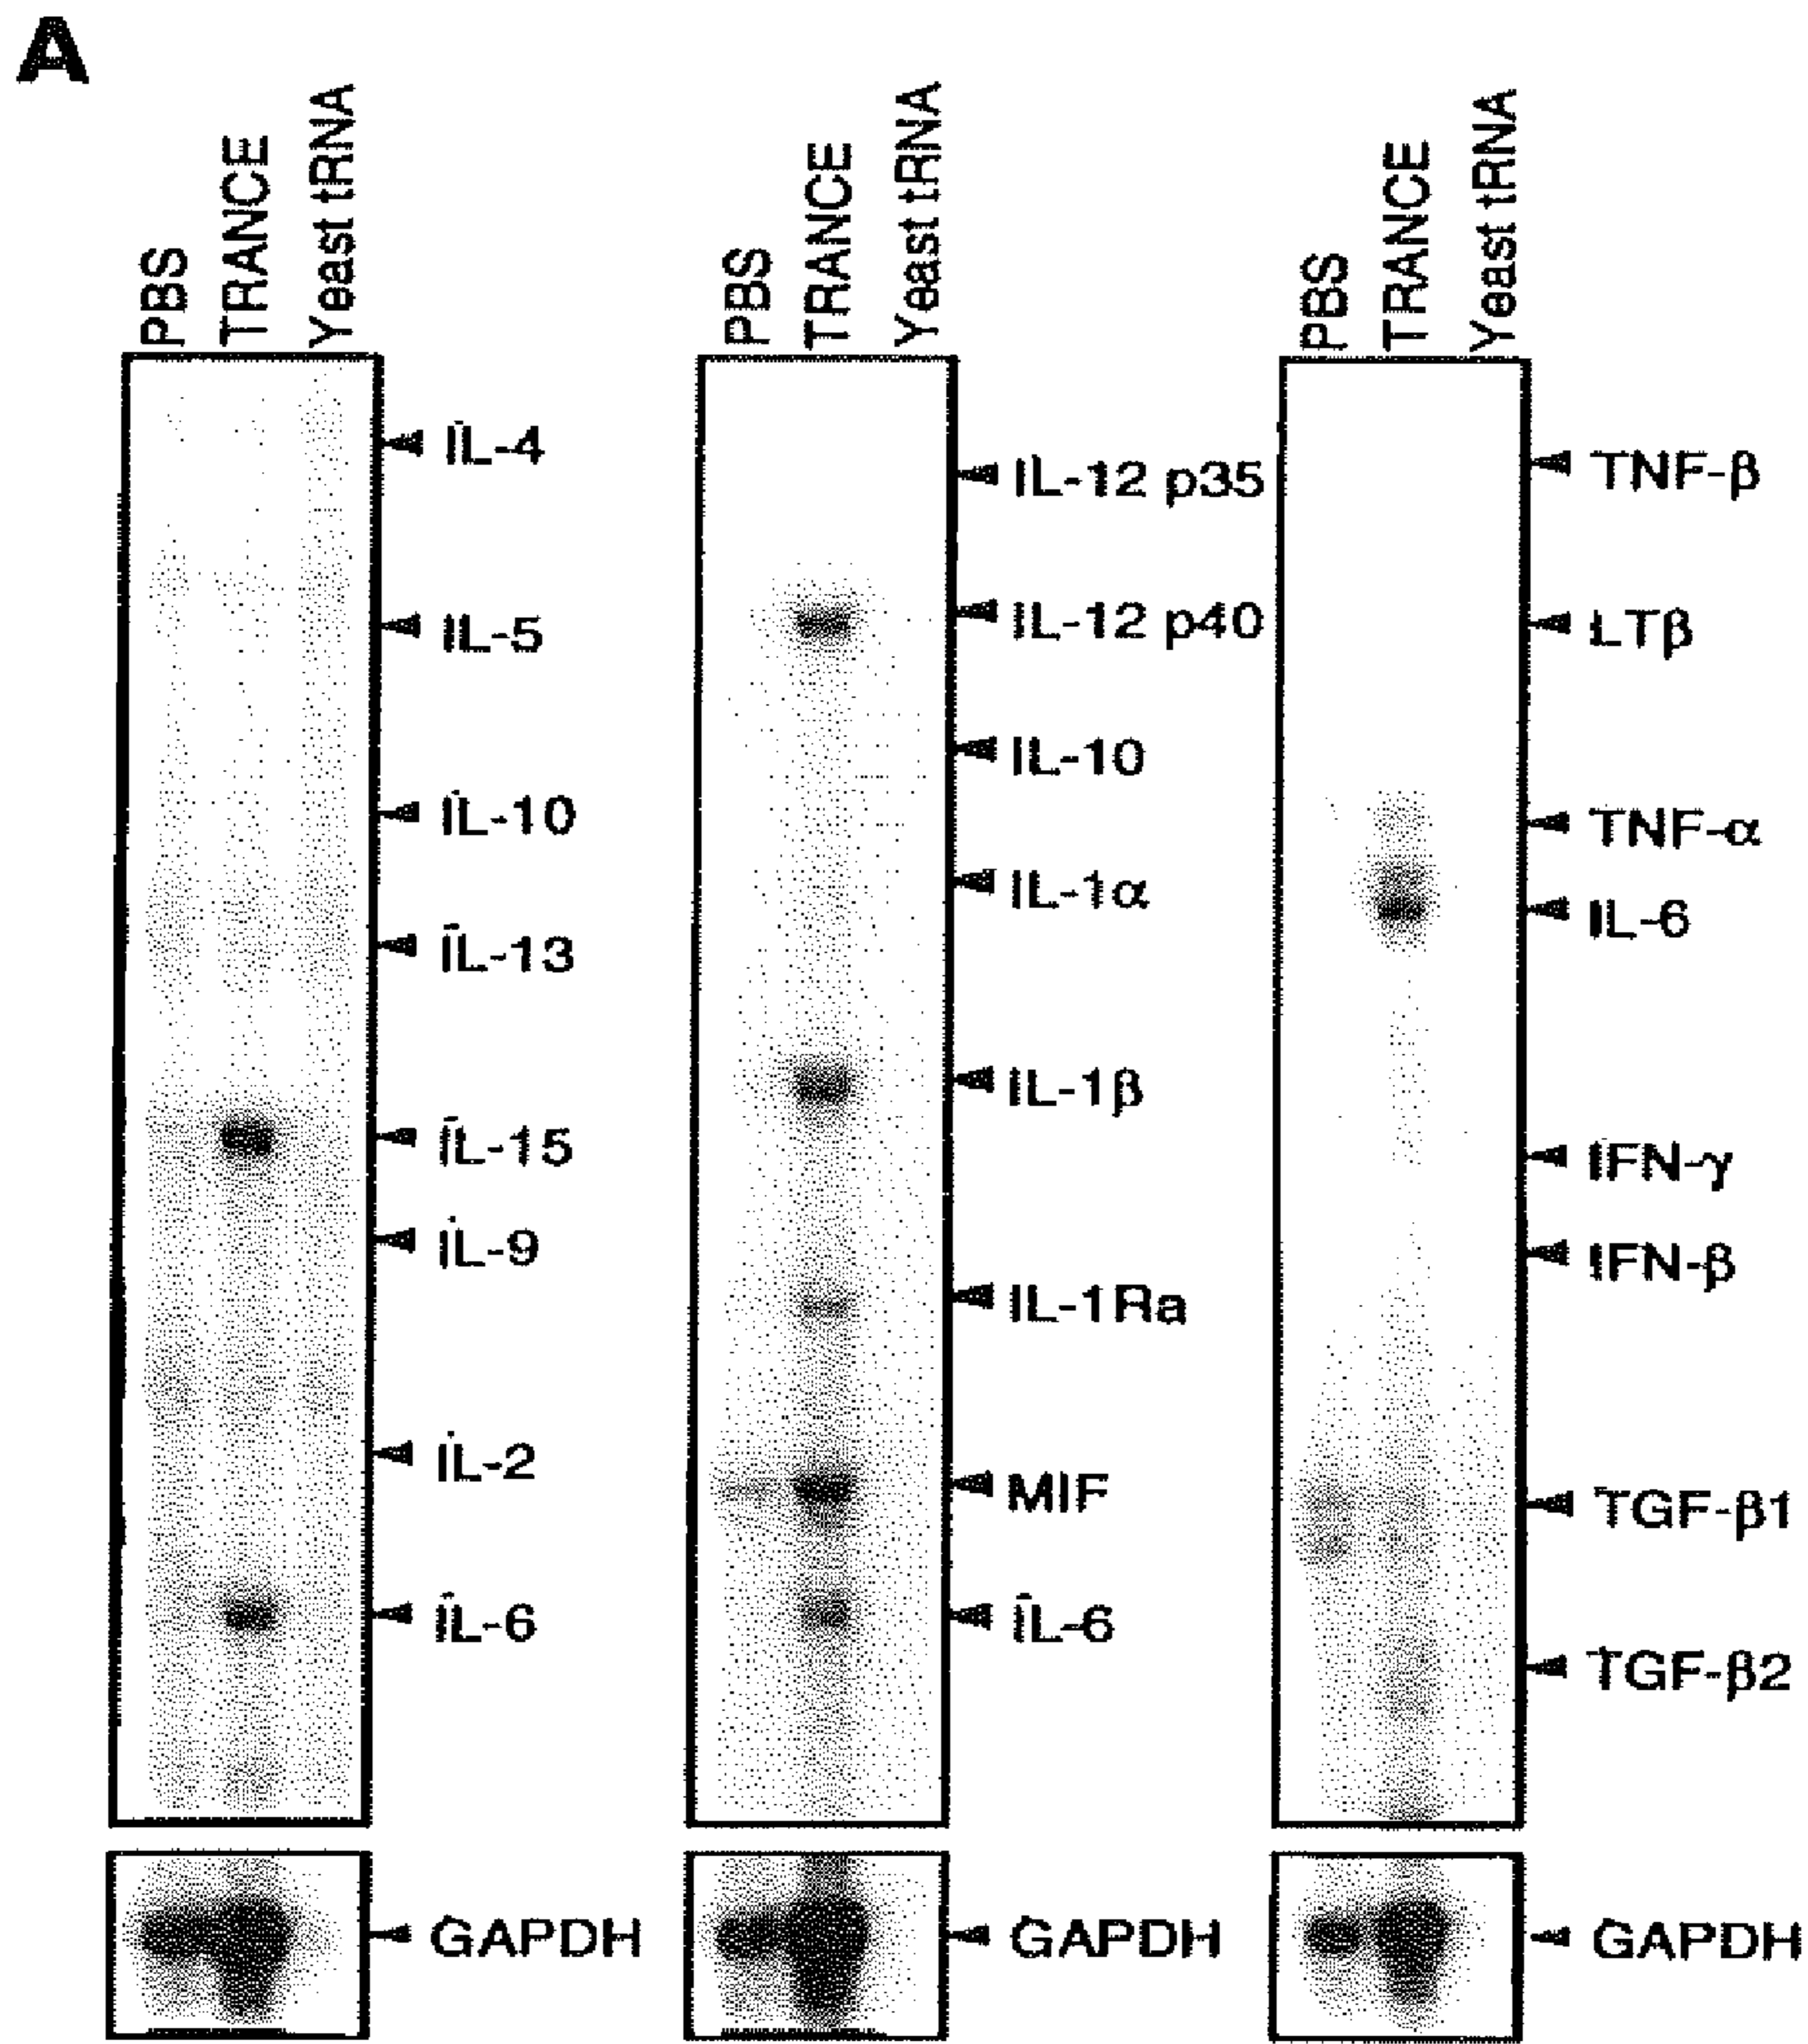 A
PBS
TRANCE
Yeast tRNA
IL-4
IL-5
IL-10
IL-13
IL-15
IL-9
IL-2
IL-6
GAPDH
PBS
TRANCE
Yeast tRNA
IL-12 p35
IL-12 p40
IL-10
IL-1α
IL-1β
IL-1Ra
MIF
IL-6
GAPDH
PBS
TRANCE
Yeast tRNA
TNF-β
LTβ
TNF-α
IL-6
IFN-γ
IFN-β
TGF-β1
TGF-β2
GAPDH